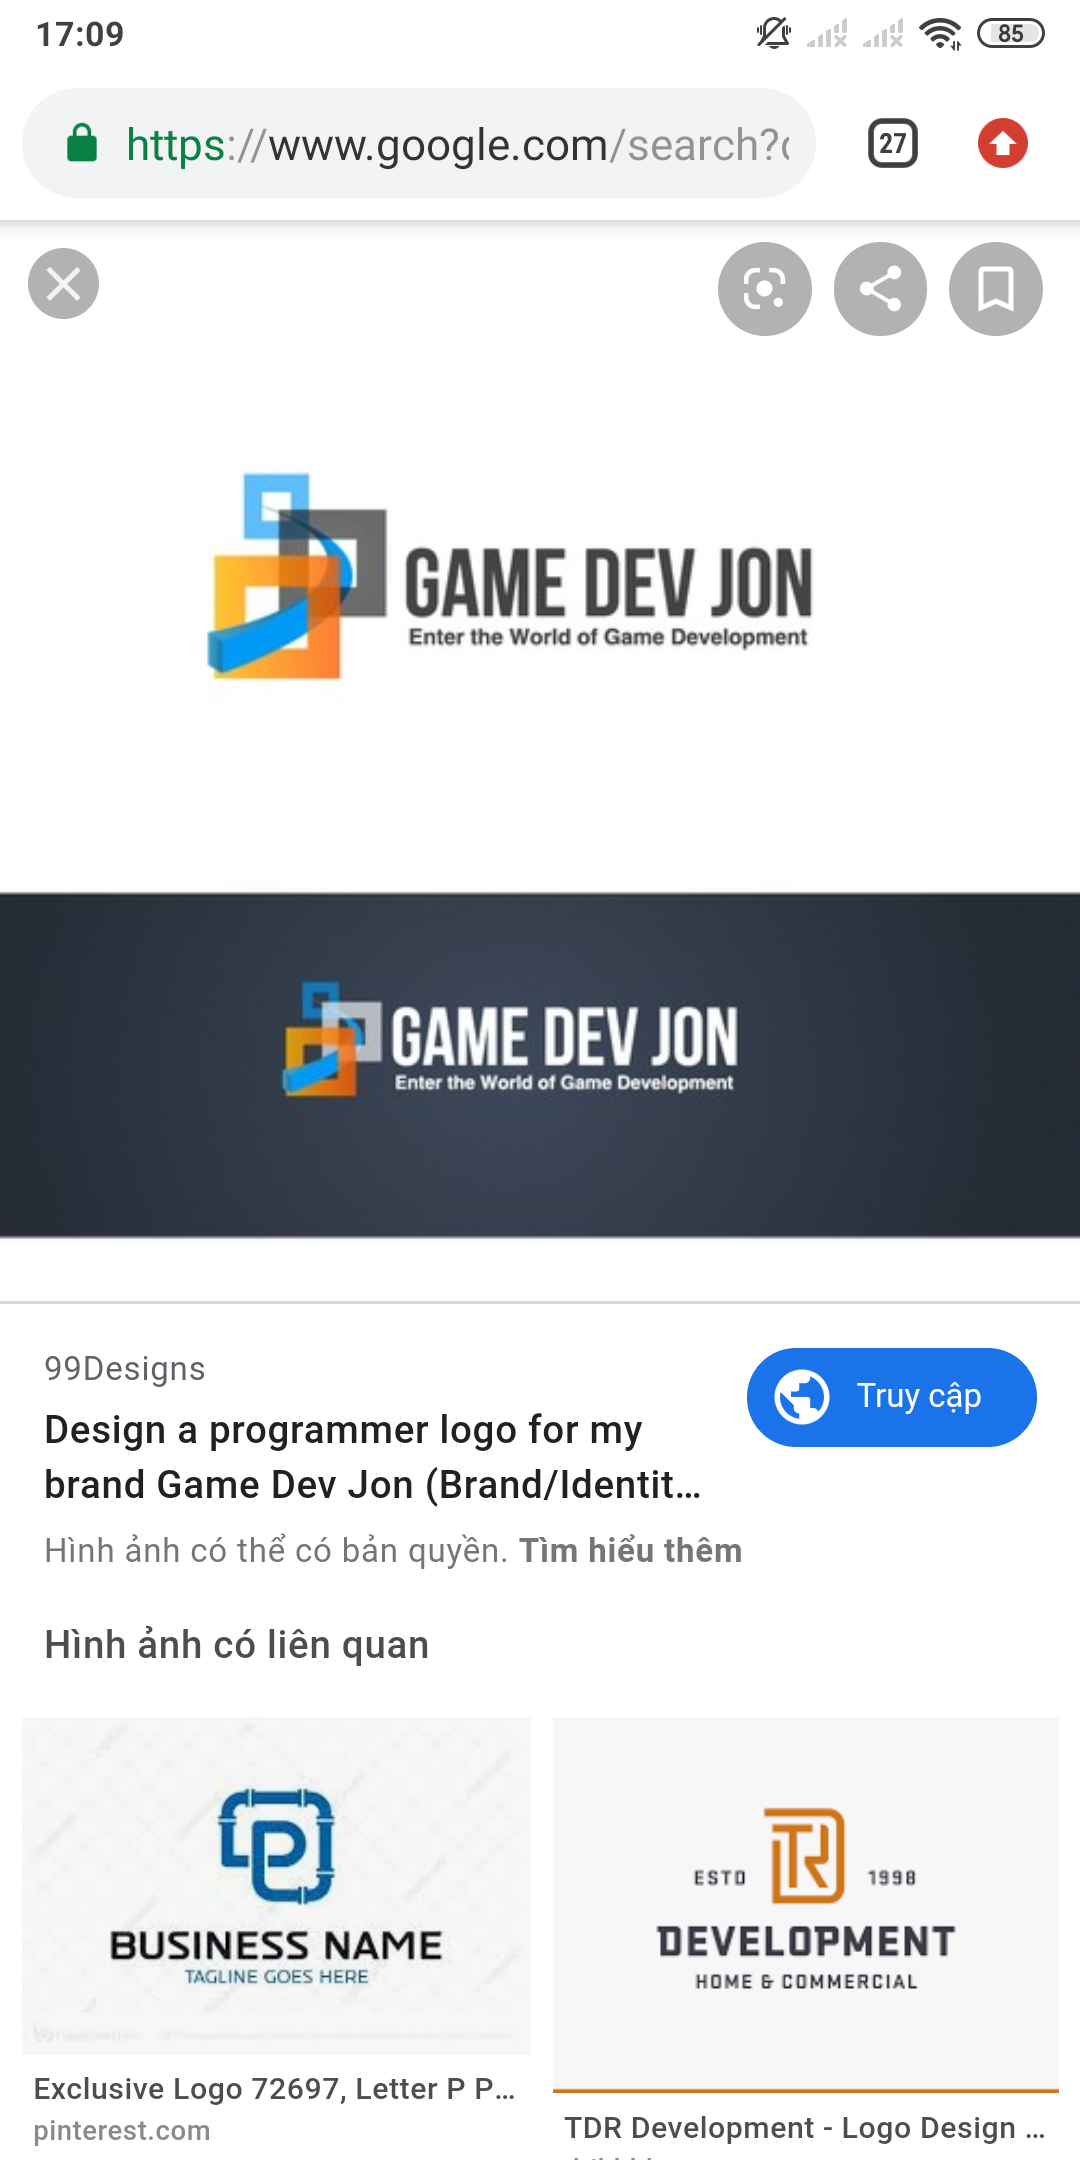 17:09
85
https://www.google.com/search?
27
GAME DEV JON
Enter the World of Game Development
GAME DEV JON
Enter the World of Game Development
99Designs
Truy cập
Design a programmer logo for my
brand Game Dev Jon (Brand/Identit...
Hình ảnh có thể có bản quyền. Tìm hiểu thêm
Hình ảnh có liên quan
BUSINESS NAME
TAGLINE GOES HERE
ESTD TDR 1998
DEVELOPMENT
HOME & COMMERCIAL
Exclusive Logo 72697, Letter P P...
pinterest.com
TDR Development - Logo Design ...